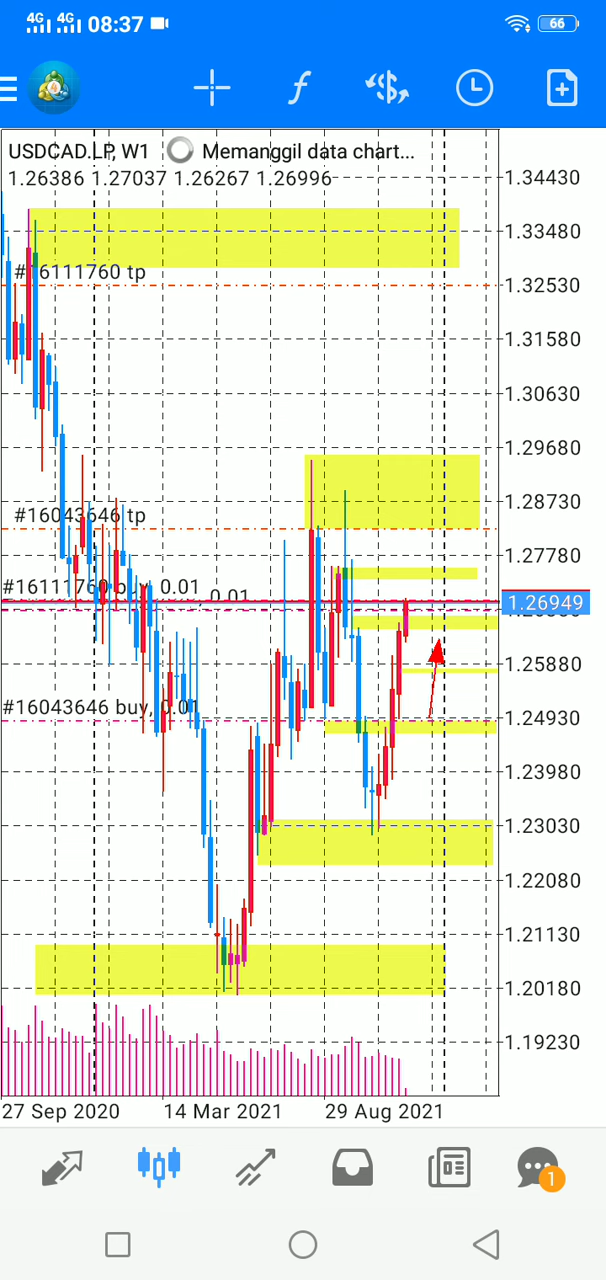 4G 4G 08:37 66
USDCAD.LP, W1 Memanggil data chart...
1.26386 1.27037 1.26267 1.26996
1.34430
1.33480
#16111760 tp
1.32530
1.31580
1.30630
1.29680
1.28730
#16043646 tp
1.27780
#16111760 buy, 0.01
, 0.01
1.26949
1.25880
1.24930
#16043646 buy, 0.01
1.23980
1.23030
1.22080
1.21130
1.20180
1.19230
27 Sep 2020 14 Mar 2021 29 Aug 2021
1